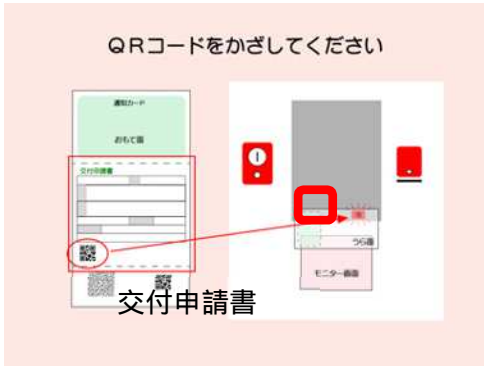 QRコードをかざしてください
通知カード
おもて面
交付申請書
うら面
モニター画面
交付申請書